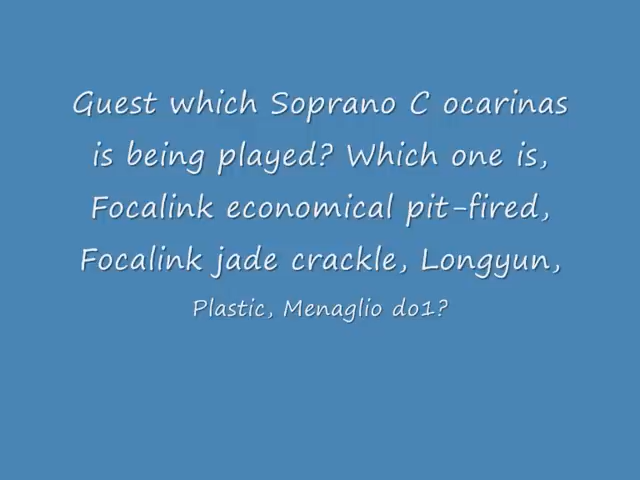 Guest which Soprano C ocarinas
is being played? Which one is,
Focalink economical pit-fired,
Focalink jade crackle, Longyun,
Plastic, Menaglio do1?